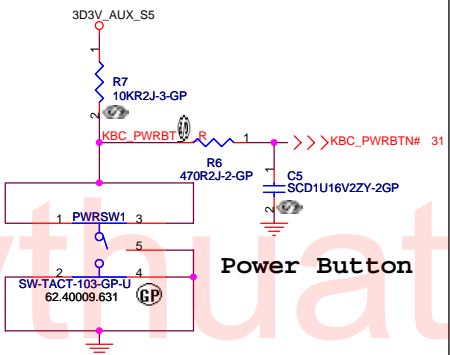 3D3V_AUX_S5
1
R7
10KR2J-3-GP
2
KBC_PWRBT R
1
KBC_PWRBTN# 31
R6
470R2J-2-GP
1
C5
SCD1U16V2ZY-2GP
2
1 PWRSW1 3
5
2 4
SW-TACT-103-GP-U
62.40009.631
GP
Power Button
ythuat